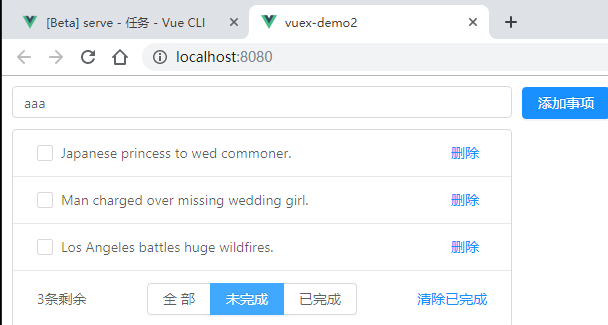 [Beta] serve - 任务 - Vue CLI
vuex-demo2
localhost:8080
aaa 添加事项
Japanese princess to wed commoner. 删除
Man charged over missing wedding girl. 删除
Los Angeles battles huge wildfires. 删除
3条剩余 全 部 未完成 已完成 清除已完成